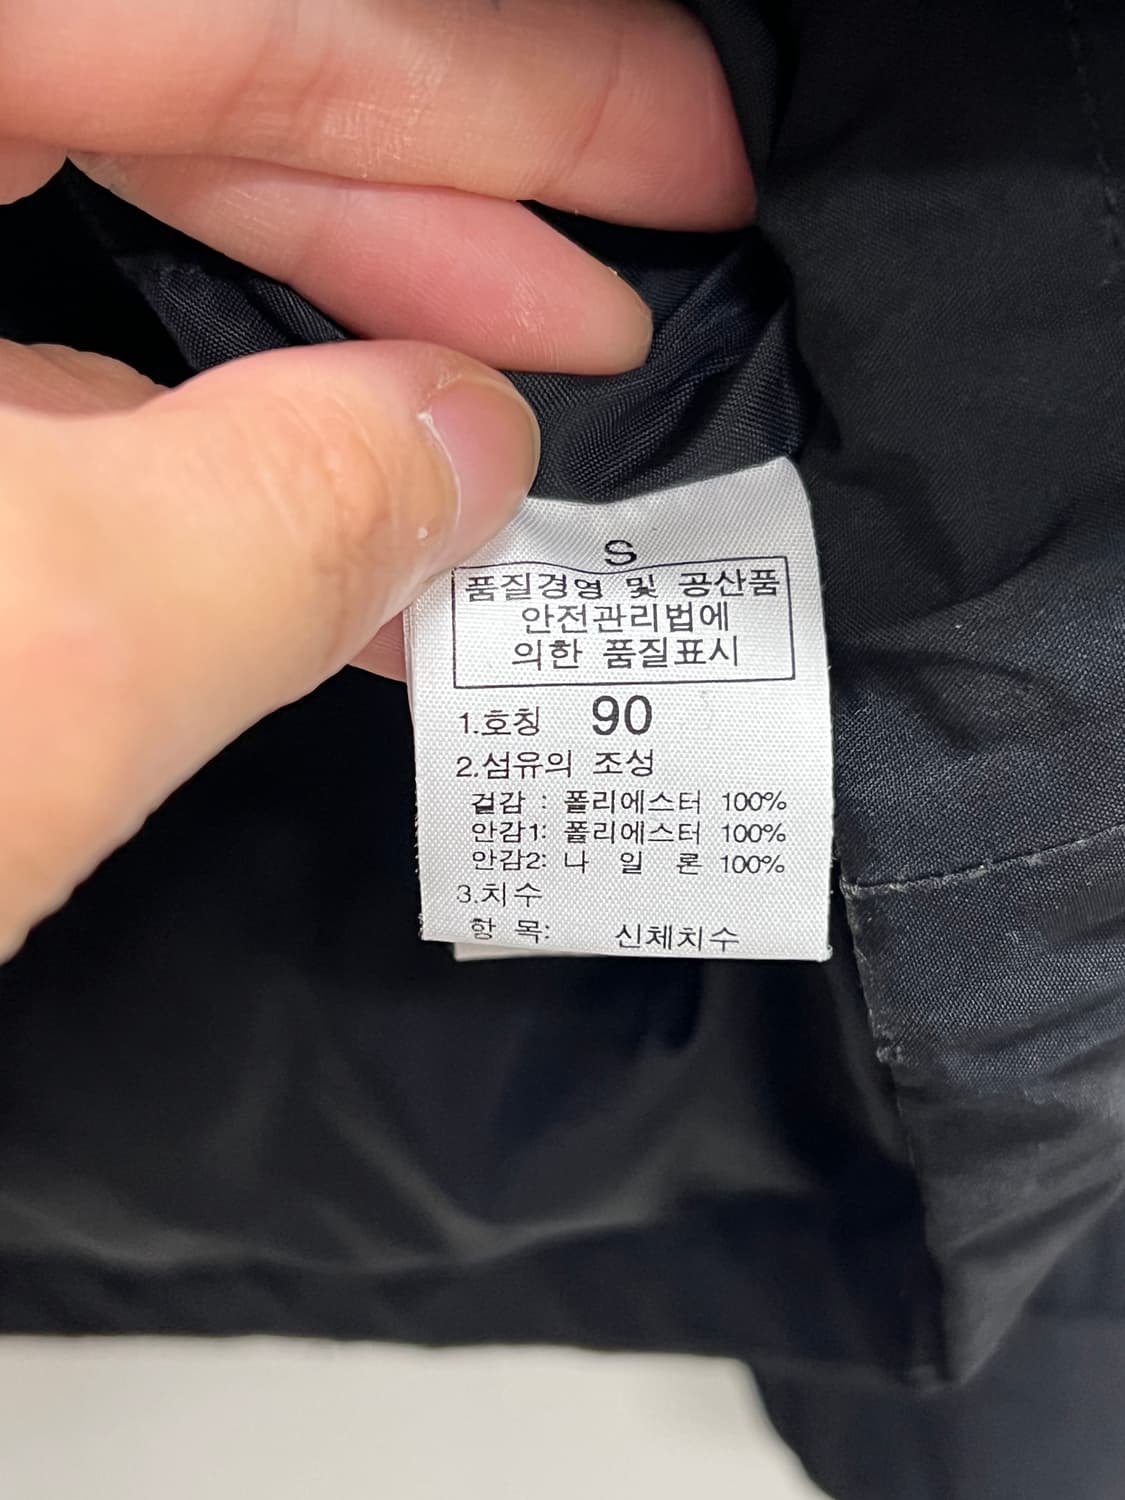 S
품질경영 및 공산품
안전관리법에
의한 품질표시
1.호칭 90
2.섬유의 조성
겉감 : 폴리에스터 100%
안감1: 폴리에스터 100%
안감2: 나 일 론 100%
3.치수
항 목: 신체치수